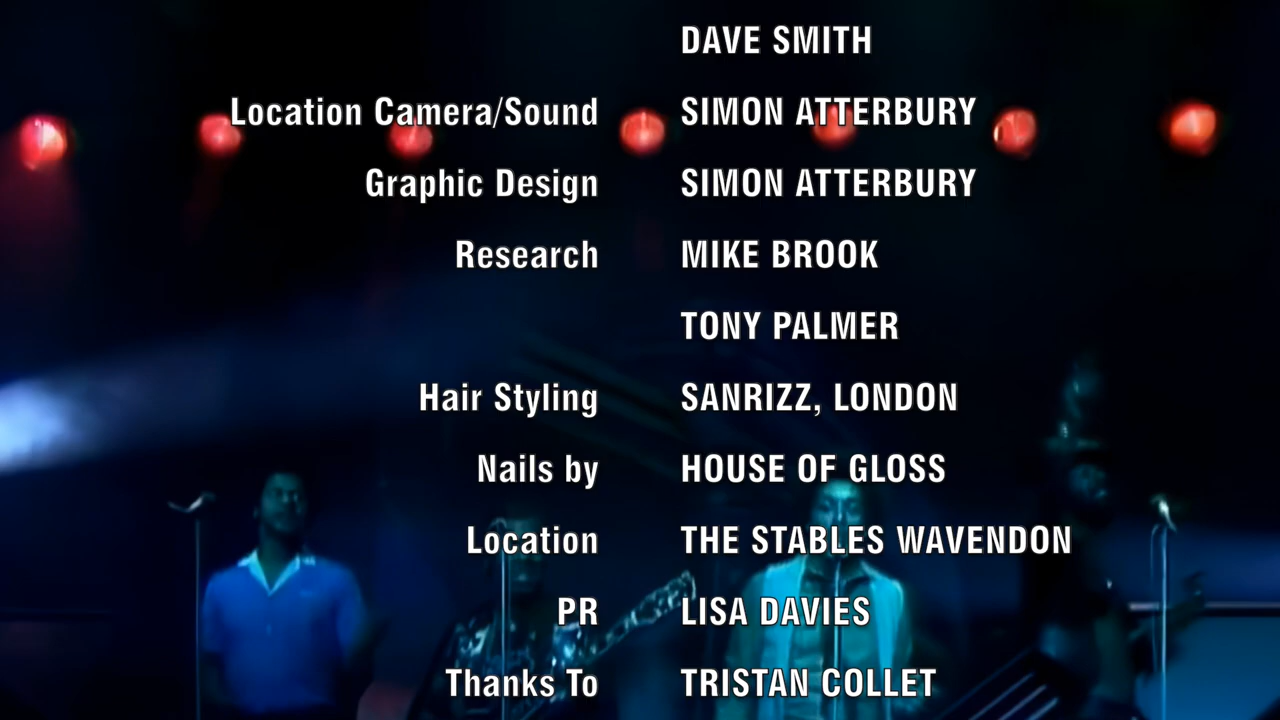 DAVE SMITH
Location Camera/Sound SIMON ATTERBURY
Graphic Design SIMON ATTERBURY
Research MIKE BROOK
TONY PALMER
Hair Styling SANRIZZ, LONDON
Nails by HOUSE OF GLOSS
Location THE STABLES WAVENDON
PR LISA DAVIES
Thanks To TRISTAN COLLET